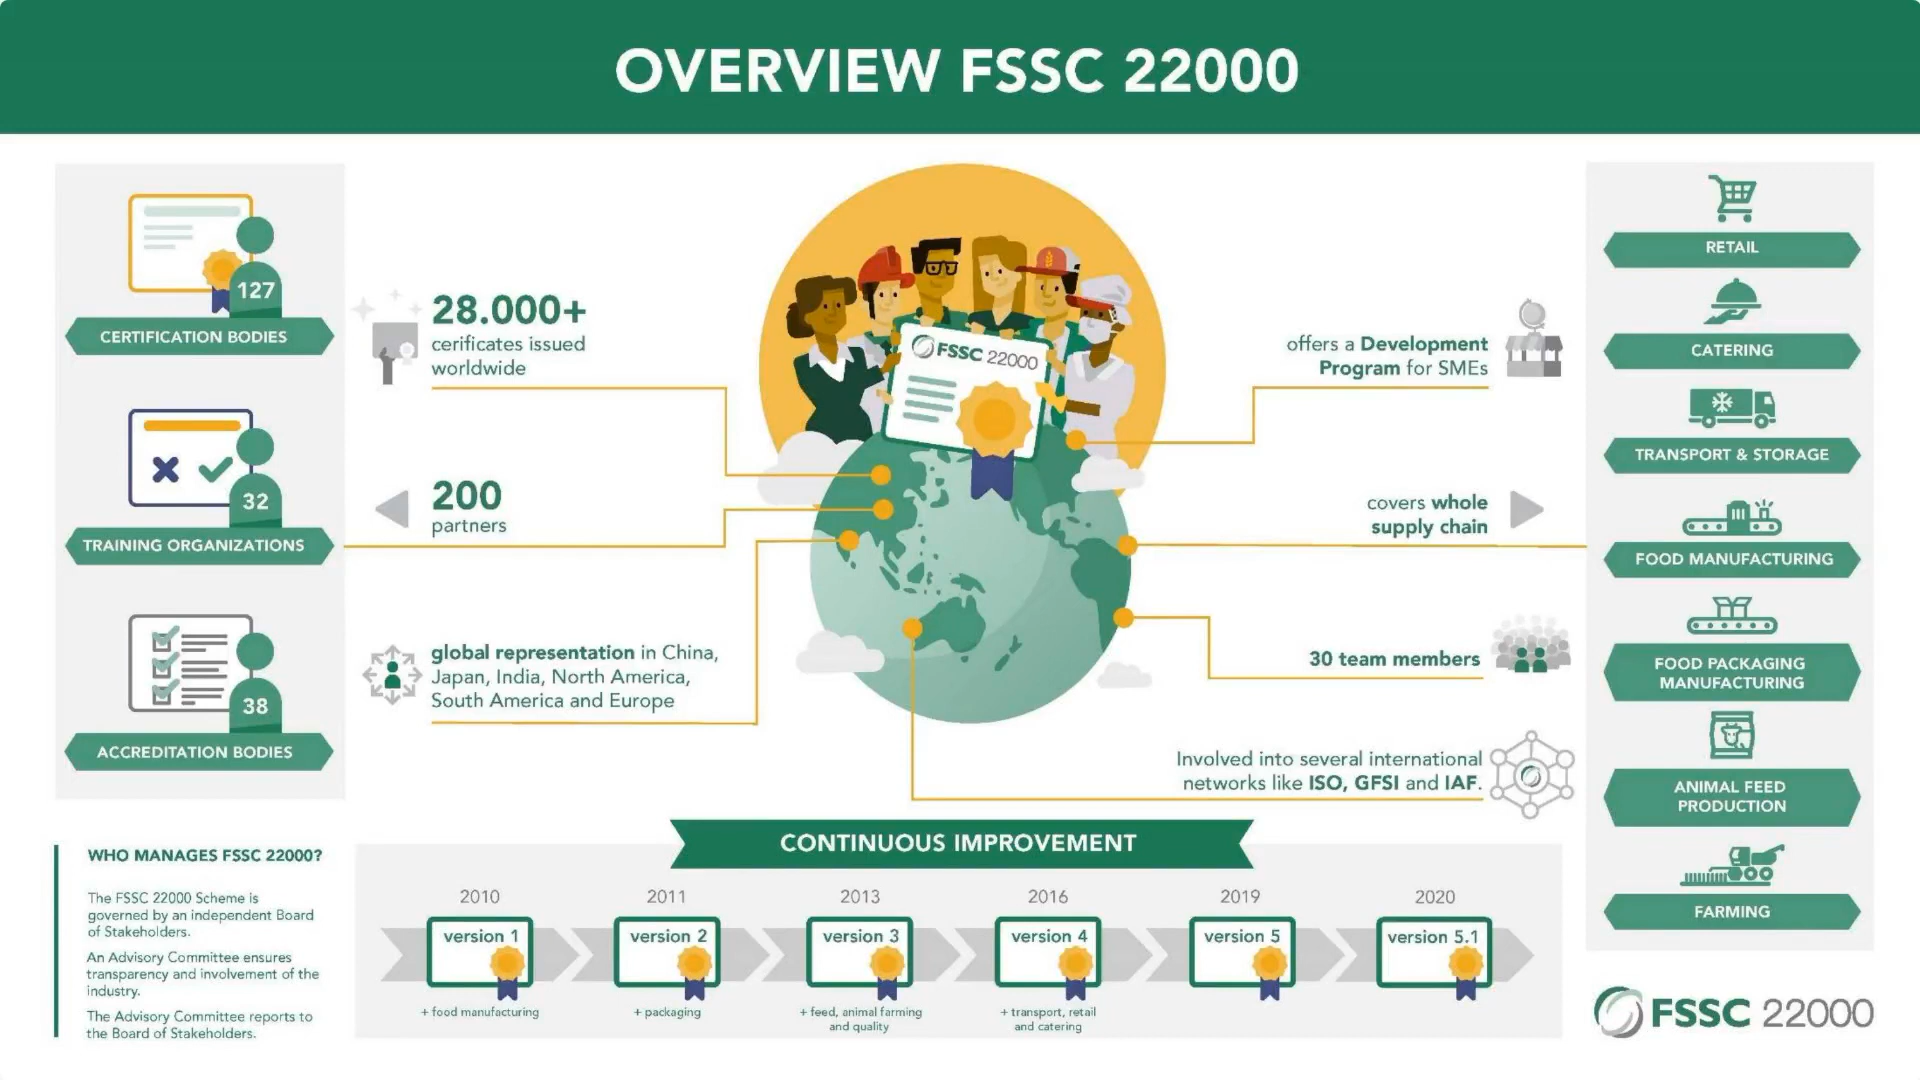 OVERVIEW FSSC 22000
127
CERTIFICATION BODIES
32
TRAINING ORGANIZATIONS
38
ACCREDITATION BODIES
28.000+
cerificates issued
worldwide
200
partners
global representation in China,
Japan, India, North America,
South America and Europe
FSSC 22000
offers a Development
Program for SMEs
covers whole
supply chain
30 team members
Involved into several international
networks like ISO, GFSI and IAF.
RETAIL
CATERING
TRANSPORT & STORAGE
FOOD MANUFACTURING
FOOD PACKAGING
MANUFACTURING
ANIMAL FEED
PRODUCTION
FARMING
WHO MANAGES FSSC 22000?
The FSSC 22000 Scheme is
governed by an independent Board
of Stakeholders.
An Advisory Committee ensures
transparency and involvement of the
industry.
The Advisory Committee reports to
the Board of Stakeholders.
CONTINUOUS IMPROVEMENT
2010
version 1
+ food manufacturing
2011
version 2
+ packaging
2013
version 3
+ feed, animal farming
and quality
2016
version 4
+ transport, retail
and catering
2019
version 5
2020
version 5.1
FSSC 22000